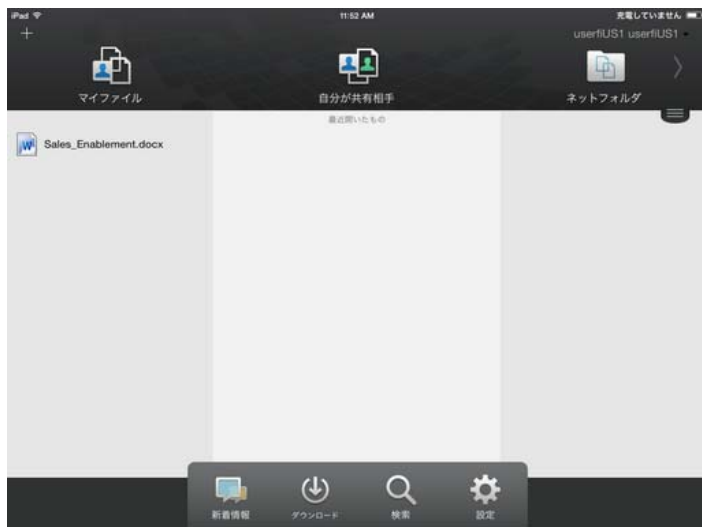 iPad 11:52 AM 充電していません
+ userfiUS1 userfiUS1
マイファイル 自分が共有相手 ネットフォルダ
最近開いたもの
Sales_Enablement.docx
新着情報 ダウンロード 検索 設定